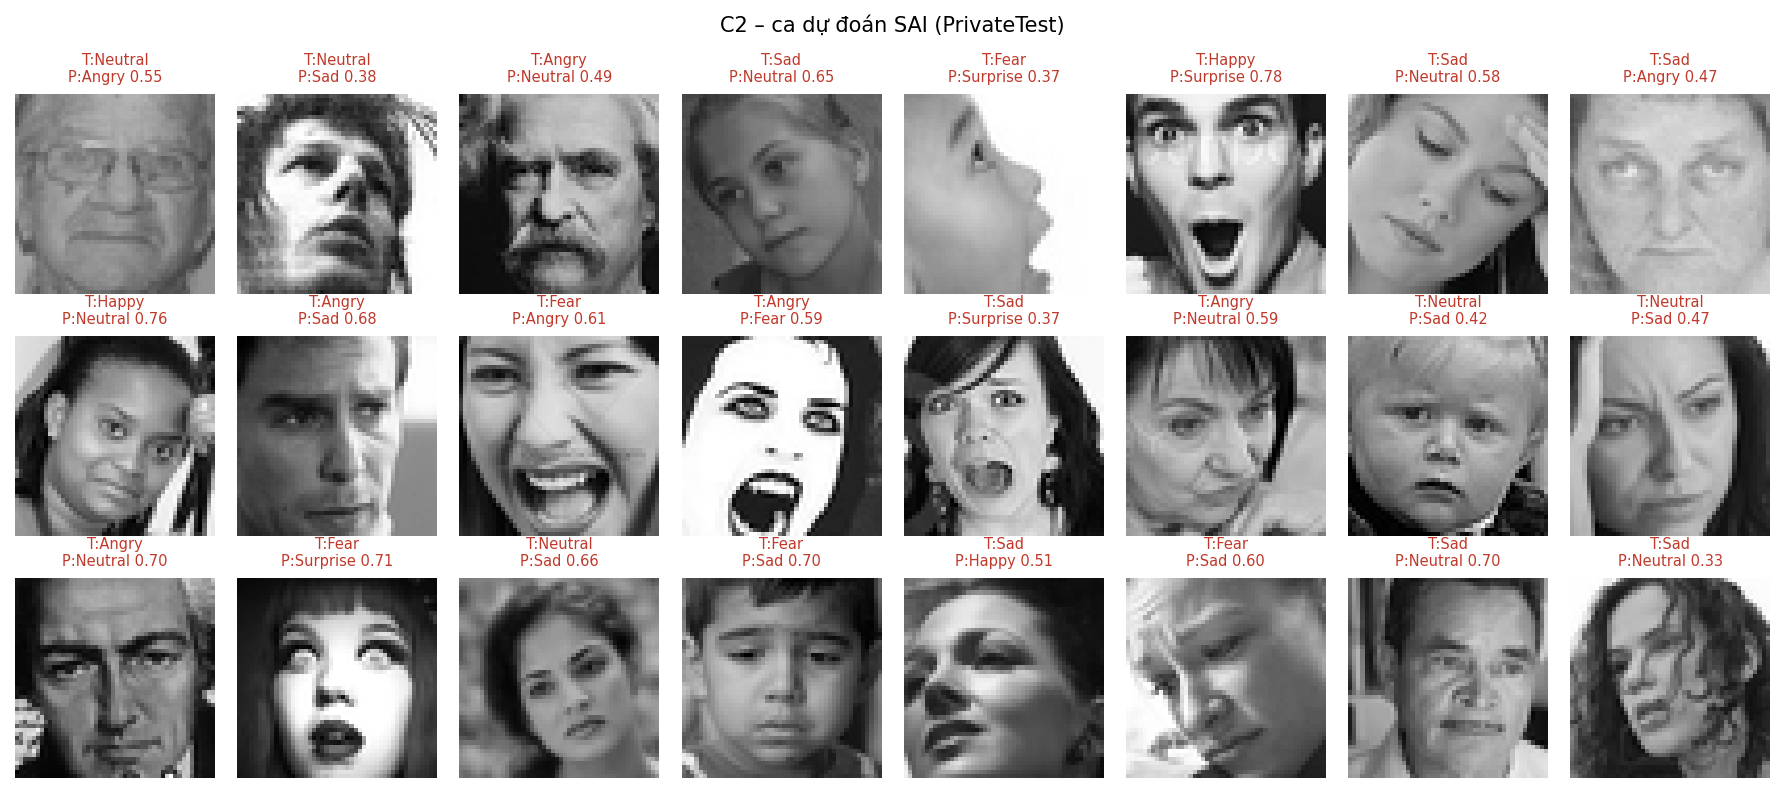 C2 – ca dự đoán SAI (PrivateTest)
T:Neutral
P:Angry 0.55
T:Neutral
P:Sad 0.38
T:Angry
P:Neutral 0.49
T:Sad
P:Neutral 0.65
T:Fear
P:Surprise 0.37
T:Happy
P:Surprise 0.78
T:Sad
P:Neutral 0.58
T:Sad
P:Angry 0.47
T:Happy
P:Neutral 0.76
T:Angry
P:Sad 0.68
T:Fear
P:Angry 0.61
T:Angry
P:Fear 0.59
T:Sad
P:Surprise 0.37
T:Angry
P:Neutral 0.59
T:Neutral
P:Sad 0.42
T:Neutral
P:Sad 0.47
T:Angry
P:Neutral 0.70
T:Fear
P:Surprise 0.71
T:Neutral
P:Sad 0.66
T:Fear
P:Sad 0.70
T:Sad
P:Happy 0.51
T:Fear
P:Sad 0.60
T:Sad
P:Neutral 0.70
T:Sad
P:Neutral 0.33